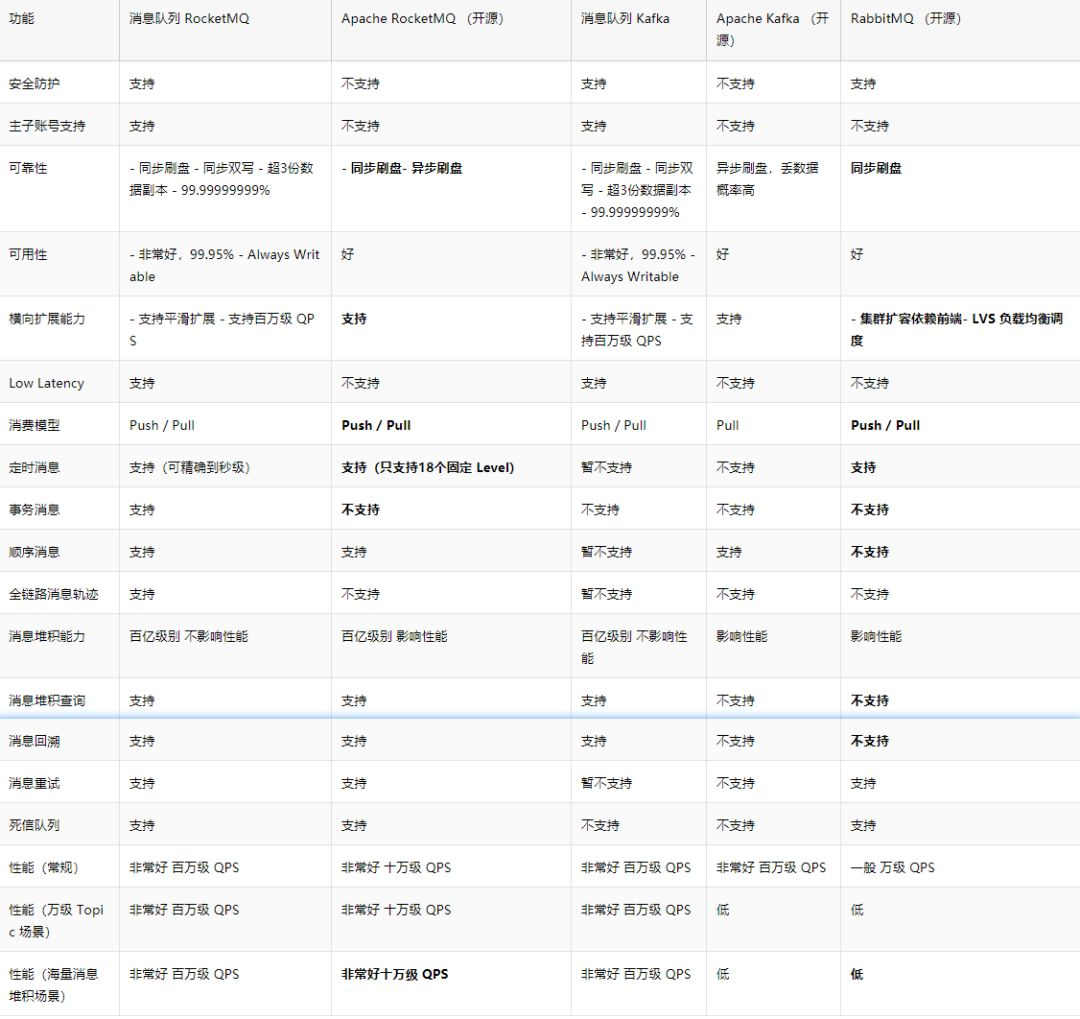 功能
消息队列 RocketMQ
Apache RocketMQ （开源）
消息队列 Kafka
Apache Kafka （开
源）
RabbitMQ （开源）
安全防护
支持
不支持
支持
不支持
支持
主子账号支持
支持
不支持
支持
不支持
不支持
可靠性
- 同步刷盘 - 同步双写 - 超3份数
据副本 - 99.99999999%
- 同步刷盘- 异步刷盘
- 同步刷盘 - 同步双
写 - 超3份数据副本
- 99.99999999%
异步刷盘，丢数据
概率高
同步刷盘
可用性
- 非常好，99.95% - Always Writ
able
好
- 非常好，99.95% -
Always Writable
好
好
横向扩展能力
- 支持平滑扩展 - 支持百万级 QP
S
支持
- 支持平滑扩展 - 支
持百万级 QPS
支持
- 集群扩容依赖前端- LVS 负载均衡调
度
Low Latency
支持
不支持
支持
不支持
不支持
消费模型
Push / Pull
Push / Pull
Push / Pull
Pull
Push / Pull
定时消息
支持（可精确到秒级）
支持（只支持18个固定 Level）
暂不支持
不支持
支持
事务消息
支持
不支持
不支持
不支持
不支持
顺序消息
支持
支持
暂不支持
支持
不支持
全链路消息轨迹
支持
不支持
暂不支持
不支持
不支持
消息堆积能力
百亿级别 不影响性能
百亿级别 影响性能
百亿级别 不影响性
能
影响性能
影响性能
消息堆积查询
支持
支持
支持
不支持
不支持
消息回溯
支持
支持
支持
不支持
不支持
消息重试
支持
支持
暂不支持
不支持
支持
死信队列
支持
支持
不支持
不支持
支持
性能（常规）
非常好 百万级 QPS
非常好 十万级 QPS
非常好 百万级 QPS
非常好 百万级 QPS
一般 万级 QPS
性能（万级 Topi
c 场景）
非常好 百万级 QPS
非常好 十万级 QPS
非常好 百万级 QPS
低
低
性能（海量消息
堆积场景）
非常好 百万级 QPS
非常好十万级 QPS
非常好 百万级 QPS
低
低